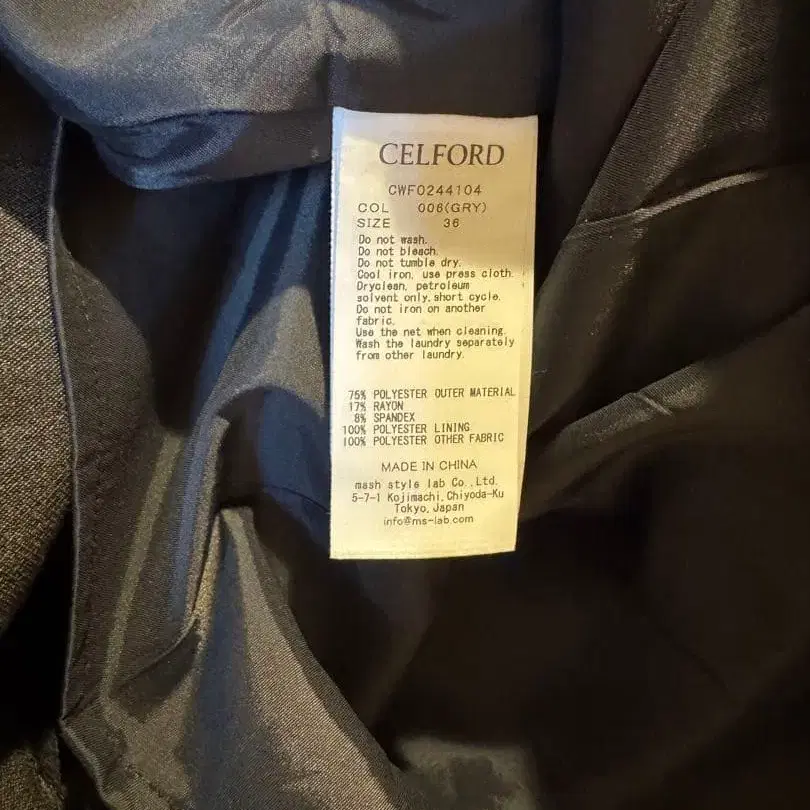 CELFORD
CWFO244104
COL 006(GRY)
SIZE 36
Do not wash.
Do not bleach.
Do not tumble dry.
Cool iron, use press cloth.
Dryclean, petroleum
solvent only, short cycle.
Do not iron on another
fabric.
Use the net when cleaning.
Wash the laundry separately
from other laundry.
75% POLYESTER OUTER MATERIAL
17% RAYON
8% SPANDEX
100% POLYESTER LINING
100% POLYESTER OTHER FABRIC
MADE IN CHINA
mash style lab Co.,Ltd.
5-7-1 Kojimachi,Chiyoda-Ku
Tokyo,Japan
info@ms-lab.com